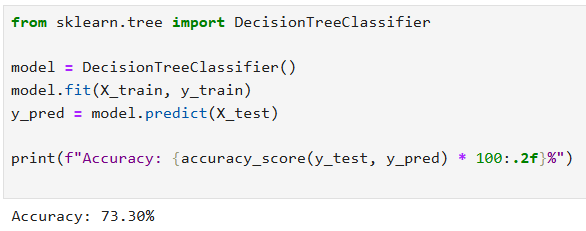 from sklearn.tree import DecisionTreeClassifier
model = DecisionTreeClassifier()
model.fit(X_train, y_train)
y_pred = model.predict(X_test)
print(f"Accuracy: {accuracy_score(y_test, y_pred) * 100:.2f}%")
Accuracy: 73.30%